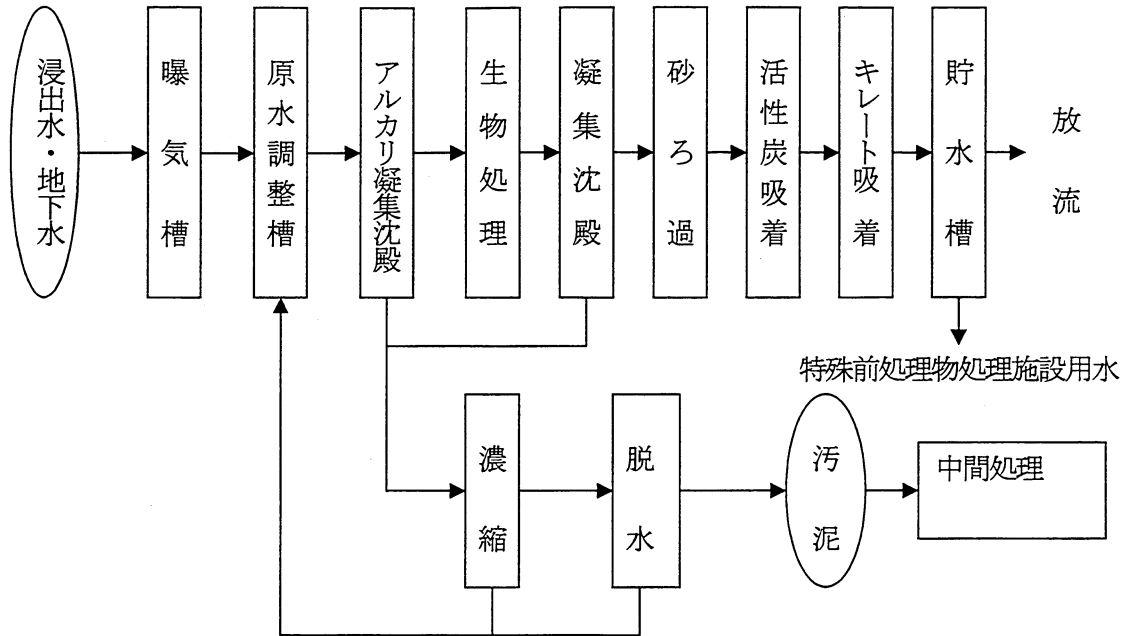 浸出水・地下水
曝気槽
原水調整槽
アルカリ凝集沈殿
生物処理
凝集沈殿
砂ろ過
活性炭吸着
キレート吸着
貯水槽
放流
特殊前処理物処理施設用水
濃縮
脱水
汚泥
中間処理